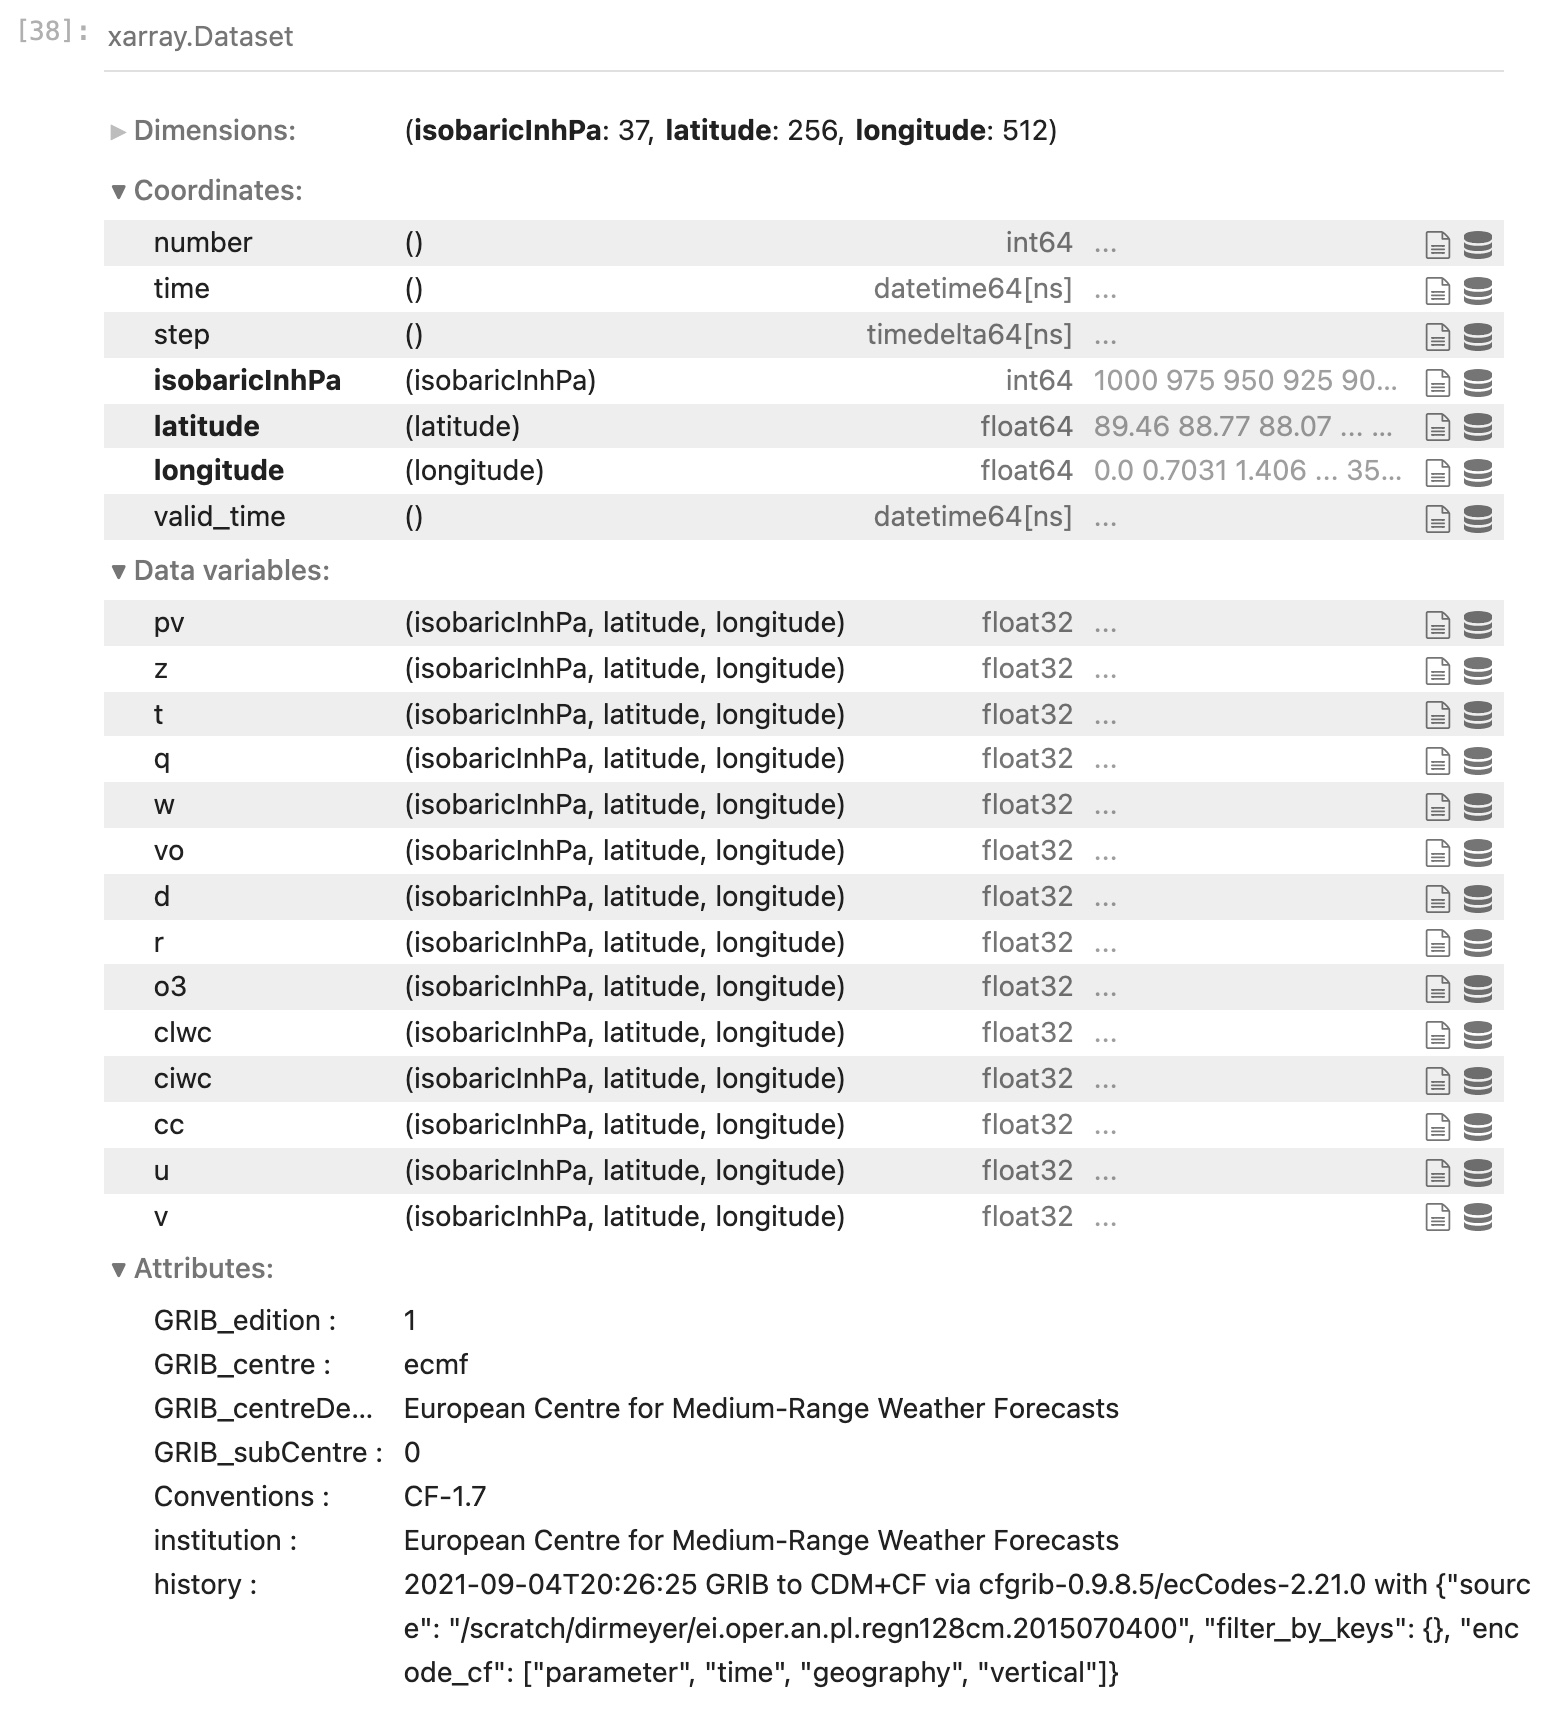 [38]: xarray.Dataset
Dimensions: (isobaricInhPa: 37, latitude: 256, longitude: 512)
Coordinates:
number () int64 ...
time () datetime64[ns] ...
step () timedelta64[ns] ...
isobaricInhPa (isobaricInhPa) int64 1000 975 950 925 90...
latitude (latitude) float64 89.46 88.77 88.07 ... ...
longitude (longitude) float64 0.0 0.7031 1.406 ... 35...
valid_time () datetime64[ns] ...
Data variables:
pv (isobaricInhPa, latitude, longitude) float32 ...
z (isobaricInhPa, latitude, longitude) float32 ...
t (isobaricInhPa, latitude, longitude) float32 ...
q (isobaricInhPa, latitude, longitude) float32 ...
w (isobaricInhPa, latitude, longitude) float32 ...
vo (isobaricInhPa, latitude, longitude) float32 ...
d (isobaricInhPa, latitude, longitude) float32 ...
r (isobaricInhPa, latitude, longitude) float32 ...
o3 (isobaricInhPa, latitude, longitude) float32 ...
clwc (isobaricInhPa, latitude, longitude) float32 ...
ciwc (isobaricInhPa, latitude, longitude) float32 ...
cc (isobaricInhPa, latitude, longitude) float32 ...
u (isobaricInhPa, latitude, longitude) float32 ...
v (isobaricInhPa, latitude, longitude) float32 ...
Attributes:
GRIB_edition : 1
GRIB_centre : ecmf
GRIB_centreDe... European Centre for Medium-Range Weather Forecasts
GRIB_subCentre : 0
Conventions : CF-1.7
institution : European Centre for Medium-Range Weather Forecasts
history : 2021-09-04T20:26:25 GRIB to CDM+CF via cfgrib-0.9.8.5/ecCodes-2.21.0 with {"sourc
e": "/scratch/dirmeyer/ei.oper.an.pl.regn128cm.2015070400", "filter_by_keys": {}, "enc
ode_cf": ["parameter", "time", "geography", "vertical"]}